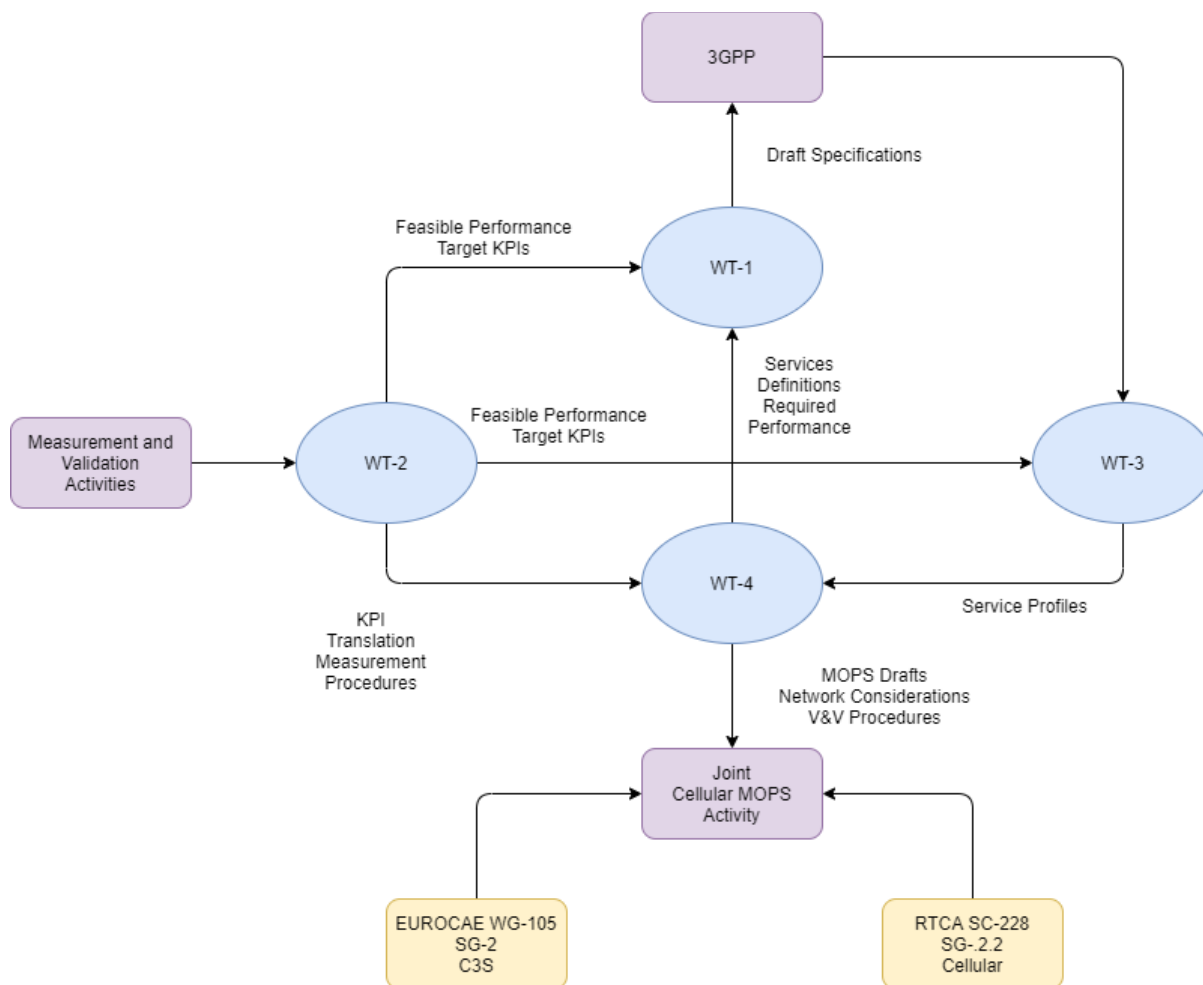 3GPP
Draft Specifications
Feasible Performance
Target KPIs
WT-1
Services
Definitions
Required
Performance
Feasible Performance
Target KPIs
Measurement and
Validation
Activities
WT-2
WT-3
WT-4
Service Profiles
KPI
Translation
Measurement
Procedures
MOPS Drafts
Network Considerations
V&V Procedures
Joint
Cellular MOPS
Activity
EUROCAE WG-105
SG-2
C3S
RTCA SC-228
SG-.2.2
Cellular